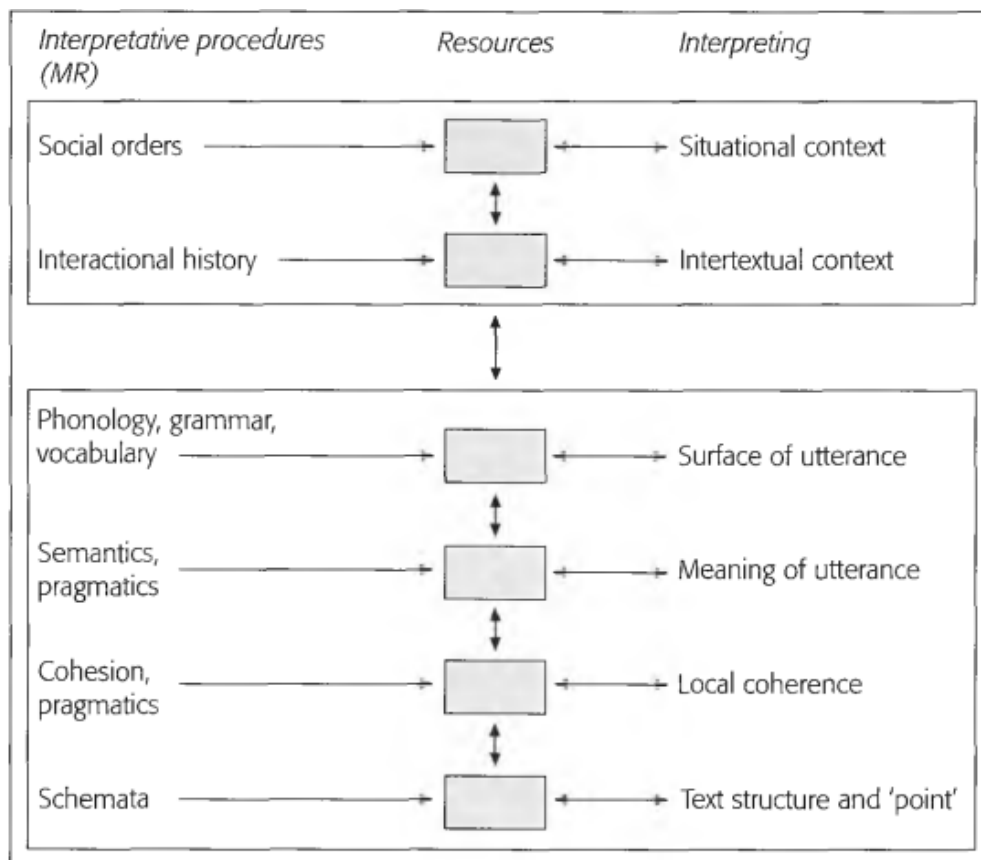 Interpretative procedures
(MR)
Resources
Interpreting
Social orders
Situational context
Interactional history
Intertextual context
Phonology, grammar,
vocabulary
Surface of utterance
Semantics,
pragmatics
Meaning of utterance
Cohesion,
pragmatics
Local coherence
Schemata
Text structure and ‘point’